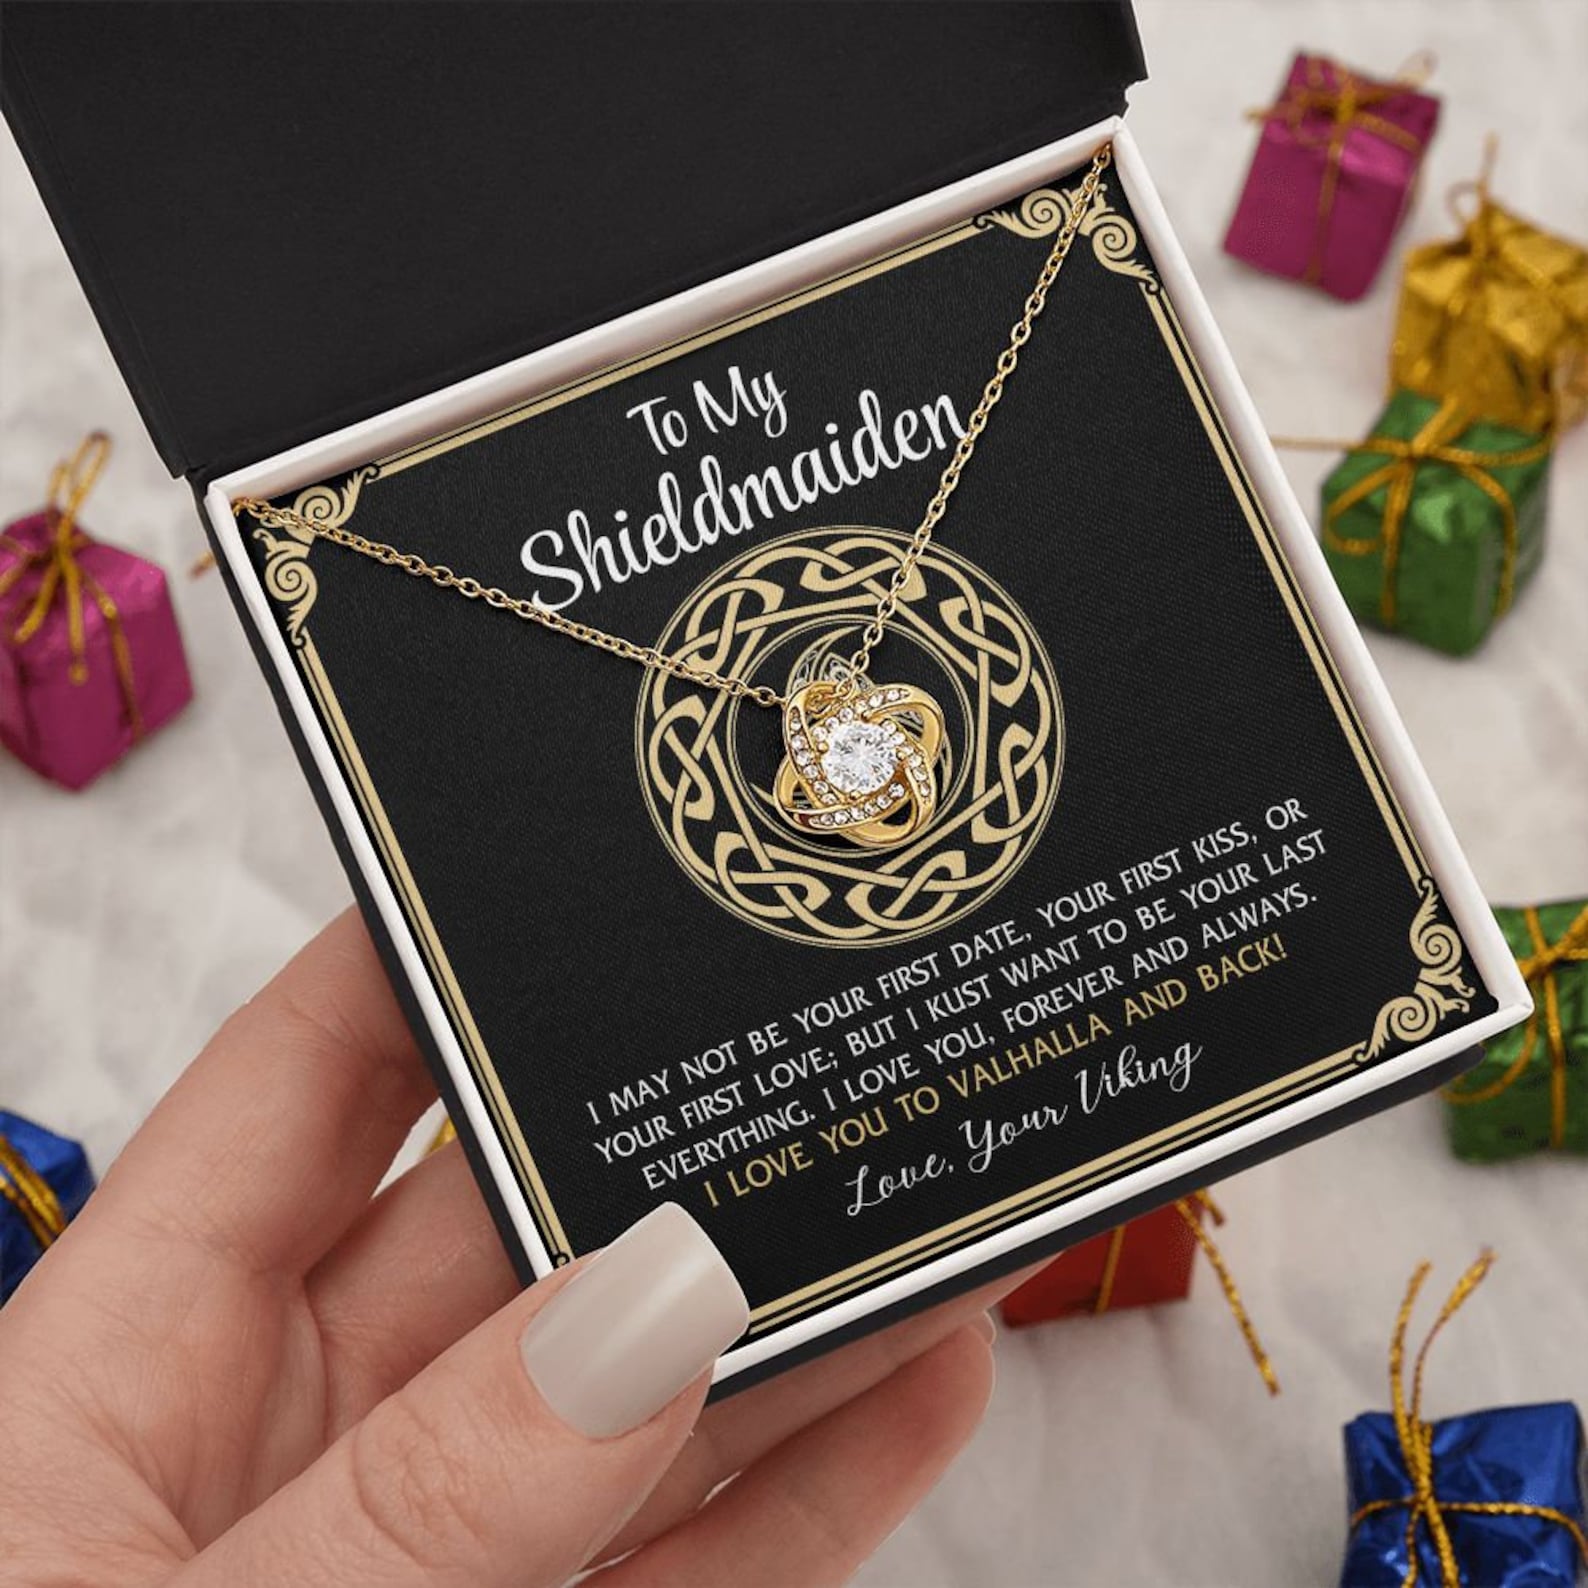 To My
Shieldmaiden
I MAY NOT BE YOUR FIRST DATE, YOUR FIRST KISS, OR
YOUR FIRST LOVE; BUT I KUST WANT TO BE YOUR LAST
EVERYTHING. I LOVE YOU, FOREVER AND ALWAYS.
I LOVE YOU TO VALHALLA AND BACK!
Love, Your Viking